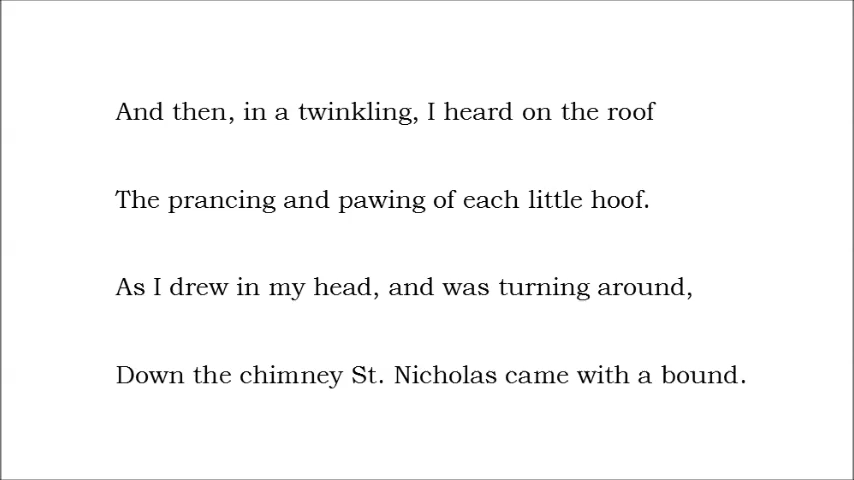 And then, in a twinkling, I heard on the roof
The prancing and pawing of each little hoof.
As I drew in my head, and was turning around,
Down the chimney St. Nicholas came with a bound.